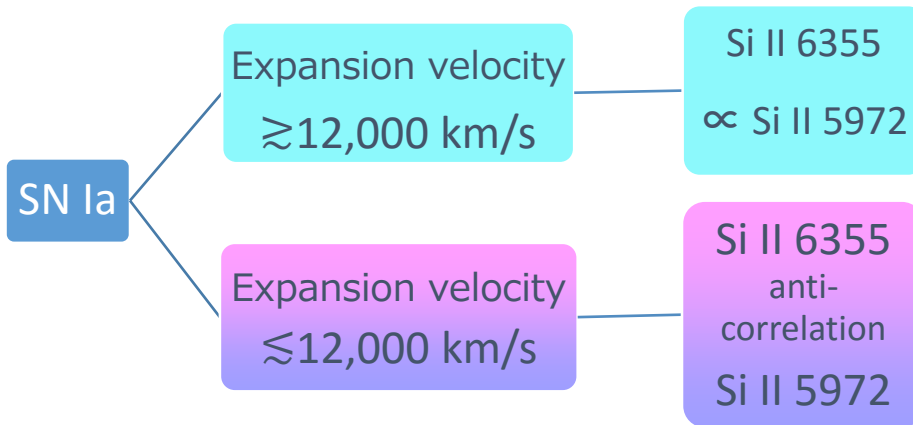 SN Ia
Expansion velocity
≳12,000 km/s
Si II 6355
∝ Si II 5972
Expansion velocity
≲12,000 km/s
Si II 6355
anti-
correlation
Si II 5972